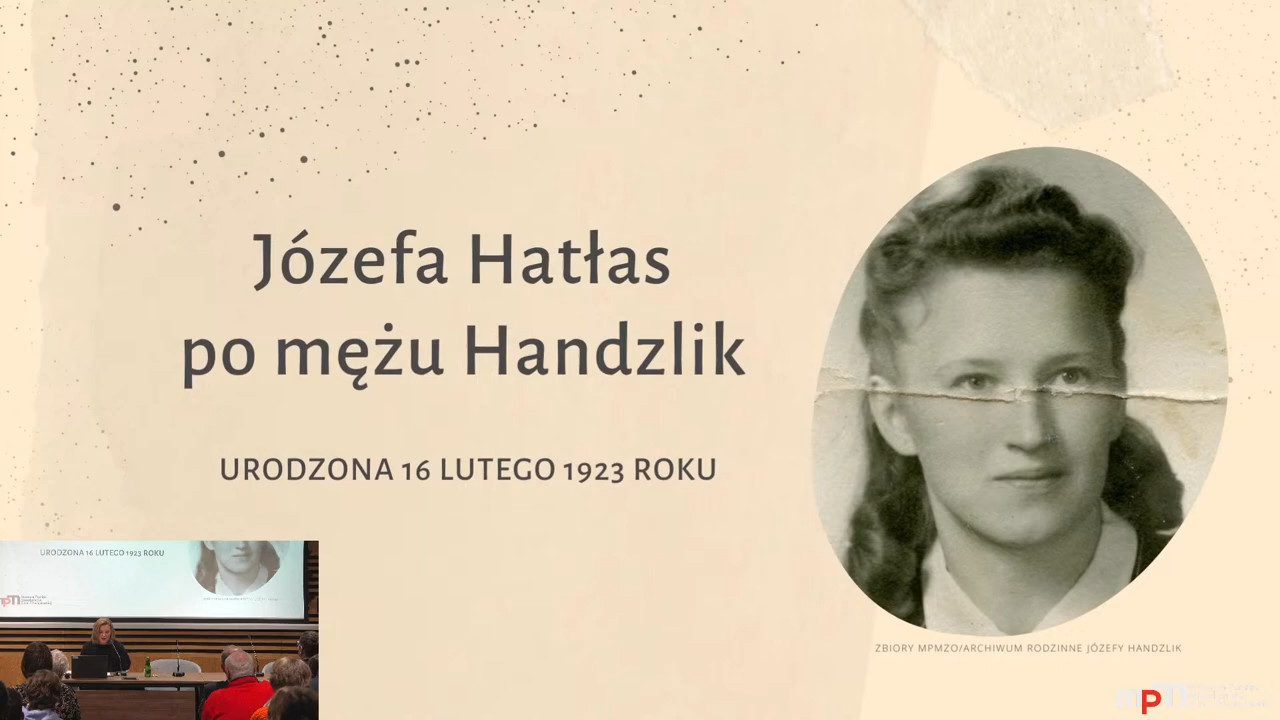 Józefa Hatłas
po mężu Handzlik
URODZONA 16 LUTEGO 1923 ROKU
ZBIORY MPMZO/ARCHIWUM RODZINNE JÓZEFY HANDZLIK
URODZONA 16 LUTEGO 1923 ROKU